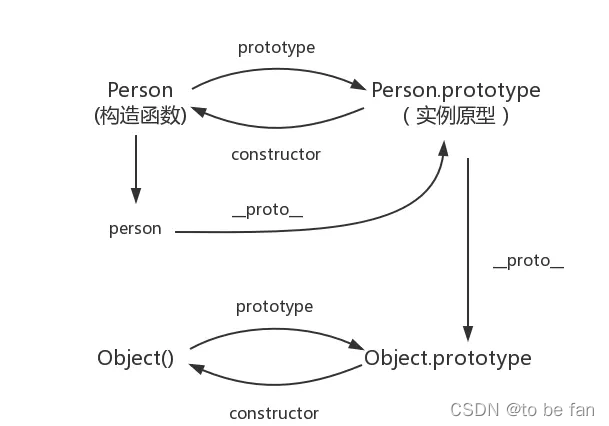 prototype
Person
Person.prototype
(构造函数)
（实例原型）
constructor
__proto__
person
__proto__
prototype
Object()
Object.prototype
constructor
CSDN @to be fan